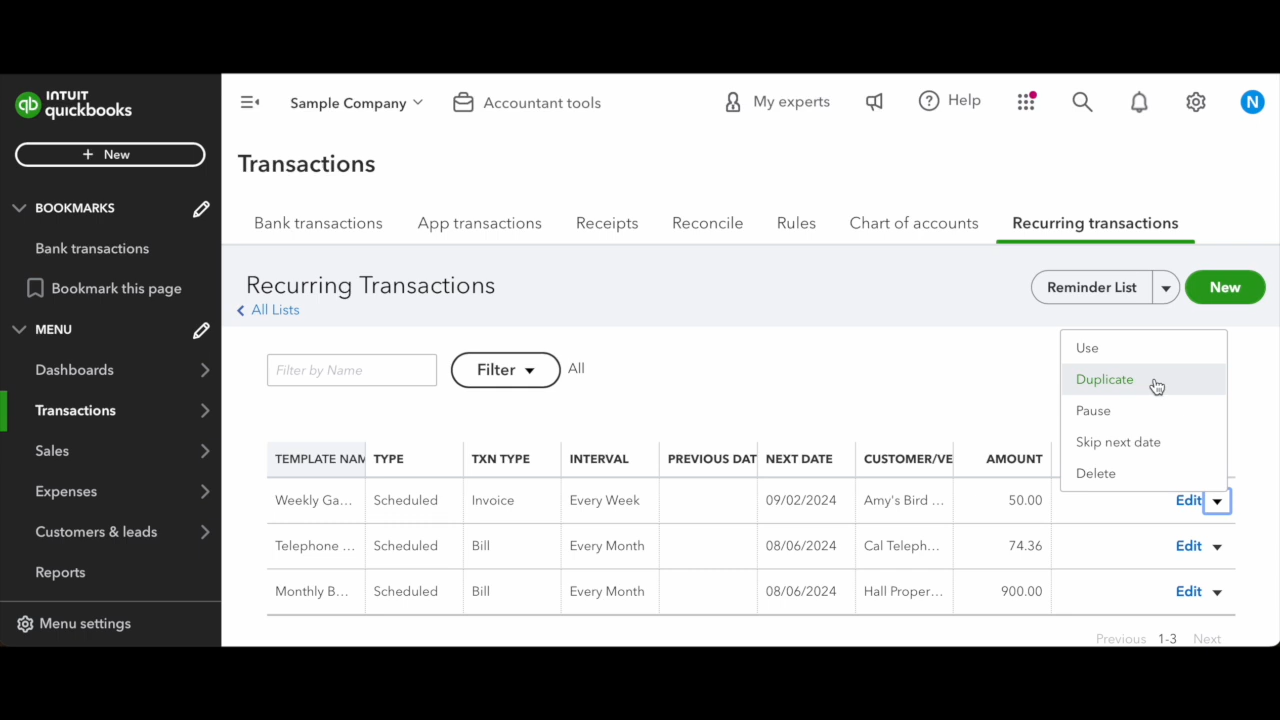 INTUIT
qb quickbooks
+ New
BOOKMARKS
Bank transactions
Bookmark this page
MENU
Dashboards
Transactions
Sales
Expenses
Customers & leads
Reports
Menu settings
Sample Company Accountant tools My experts ? Help N
Transactions
Bank transactions App transactions Receipts Reconcile Rules Chart of accounts Recurring transactions
Recurring Transactions
All Lists
Reminder List New
Filter by Name Filter All
Use
Duplicate
Pause
Skip next date
Delete
TEMPLATE NAM TYPE TXN TYPE INTERVAL PREVIOUS DAT NEXT DATE CUSTOMER/VE AMOUNT
Weekly Ga... Scheduled Invoice Every Week 09/02/2024 Amy's Bird ... 50.00 Edit
Telephone ... Scheduled Bill Every Month 08/06/2024 Cal Teleph... 74.36 Edit
Monthly B... Scheduled Bill Every Month 08/06/2024 Hall Proper... 900.00 Edit
Previous 1-3 Next